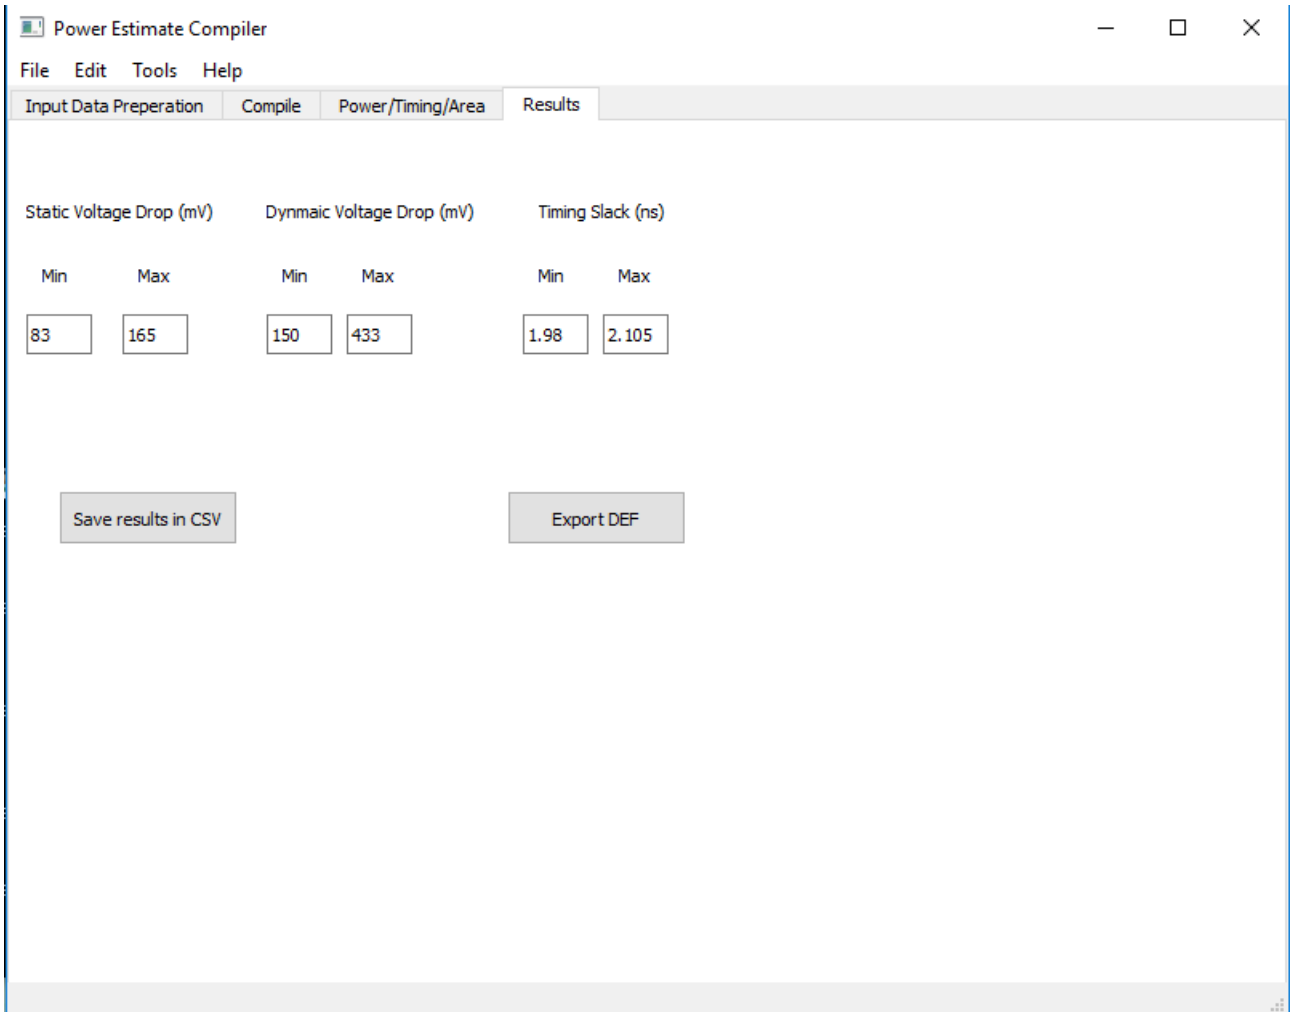 Power Estimate Compiler
File Edit Tools Help
Input Data Preperation Compile Power/Timing/Area Results
Static Voltage Drop (mV) Dynmaic Voltage Drop (mV) Timing Slack (ns)
Min Max Min Max Min Max
83 165 150 433 1.98 2.105
Save results in CSV Export DEF